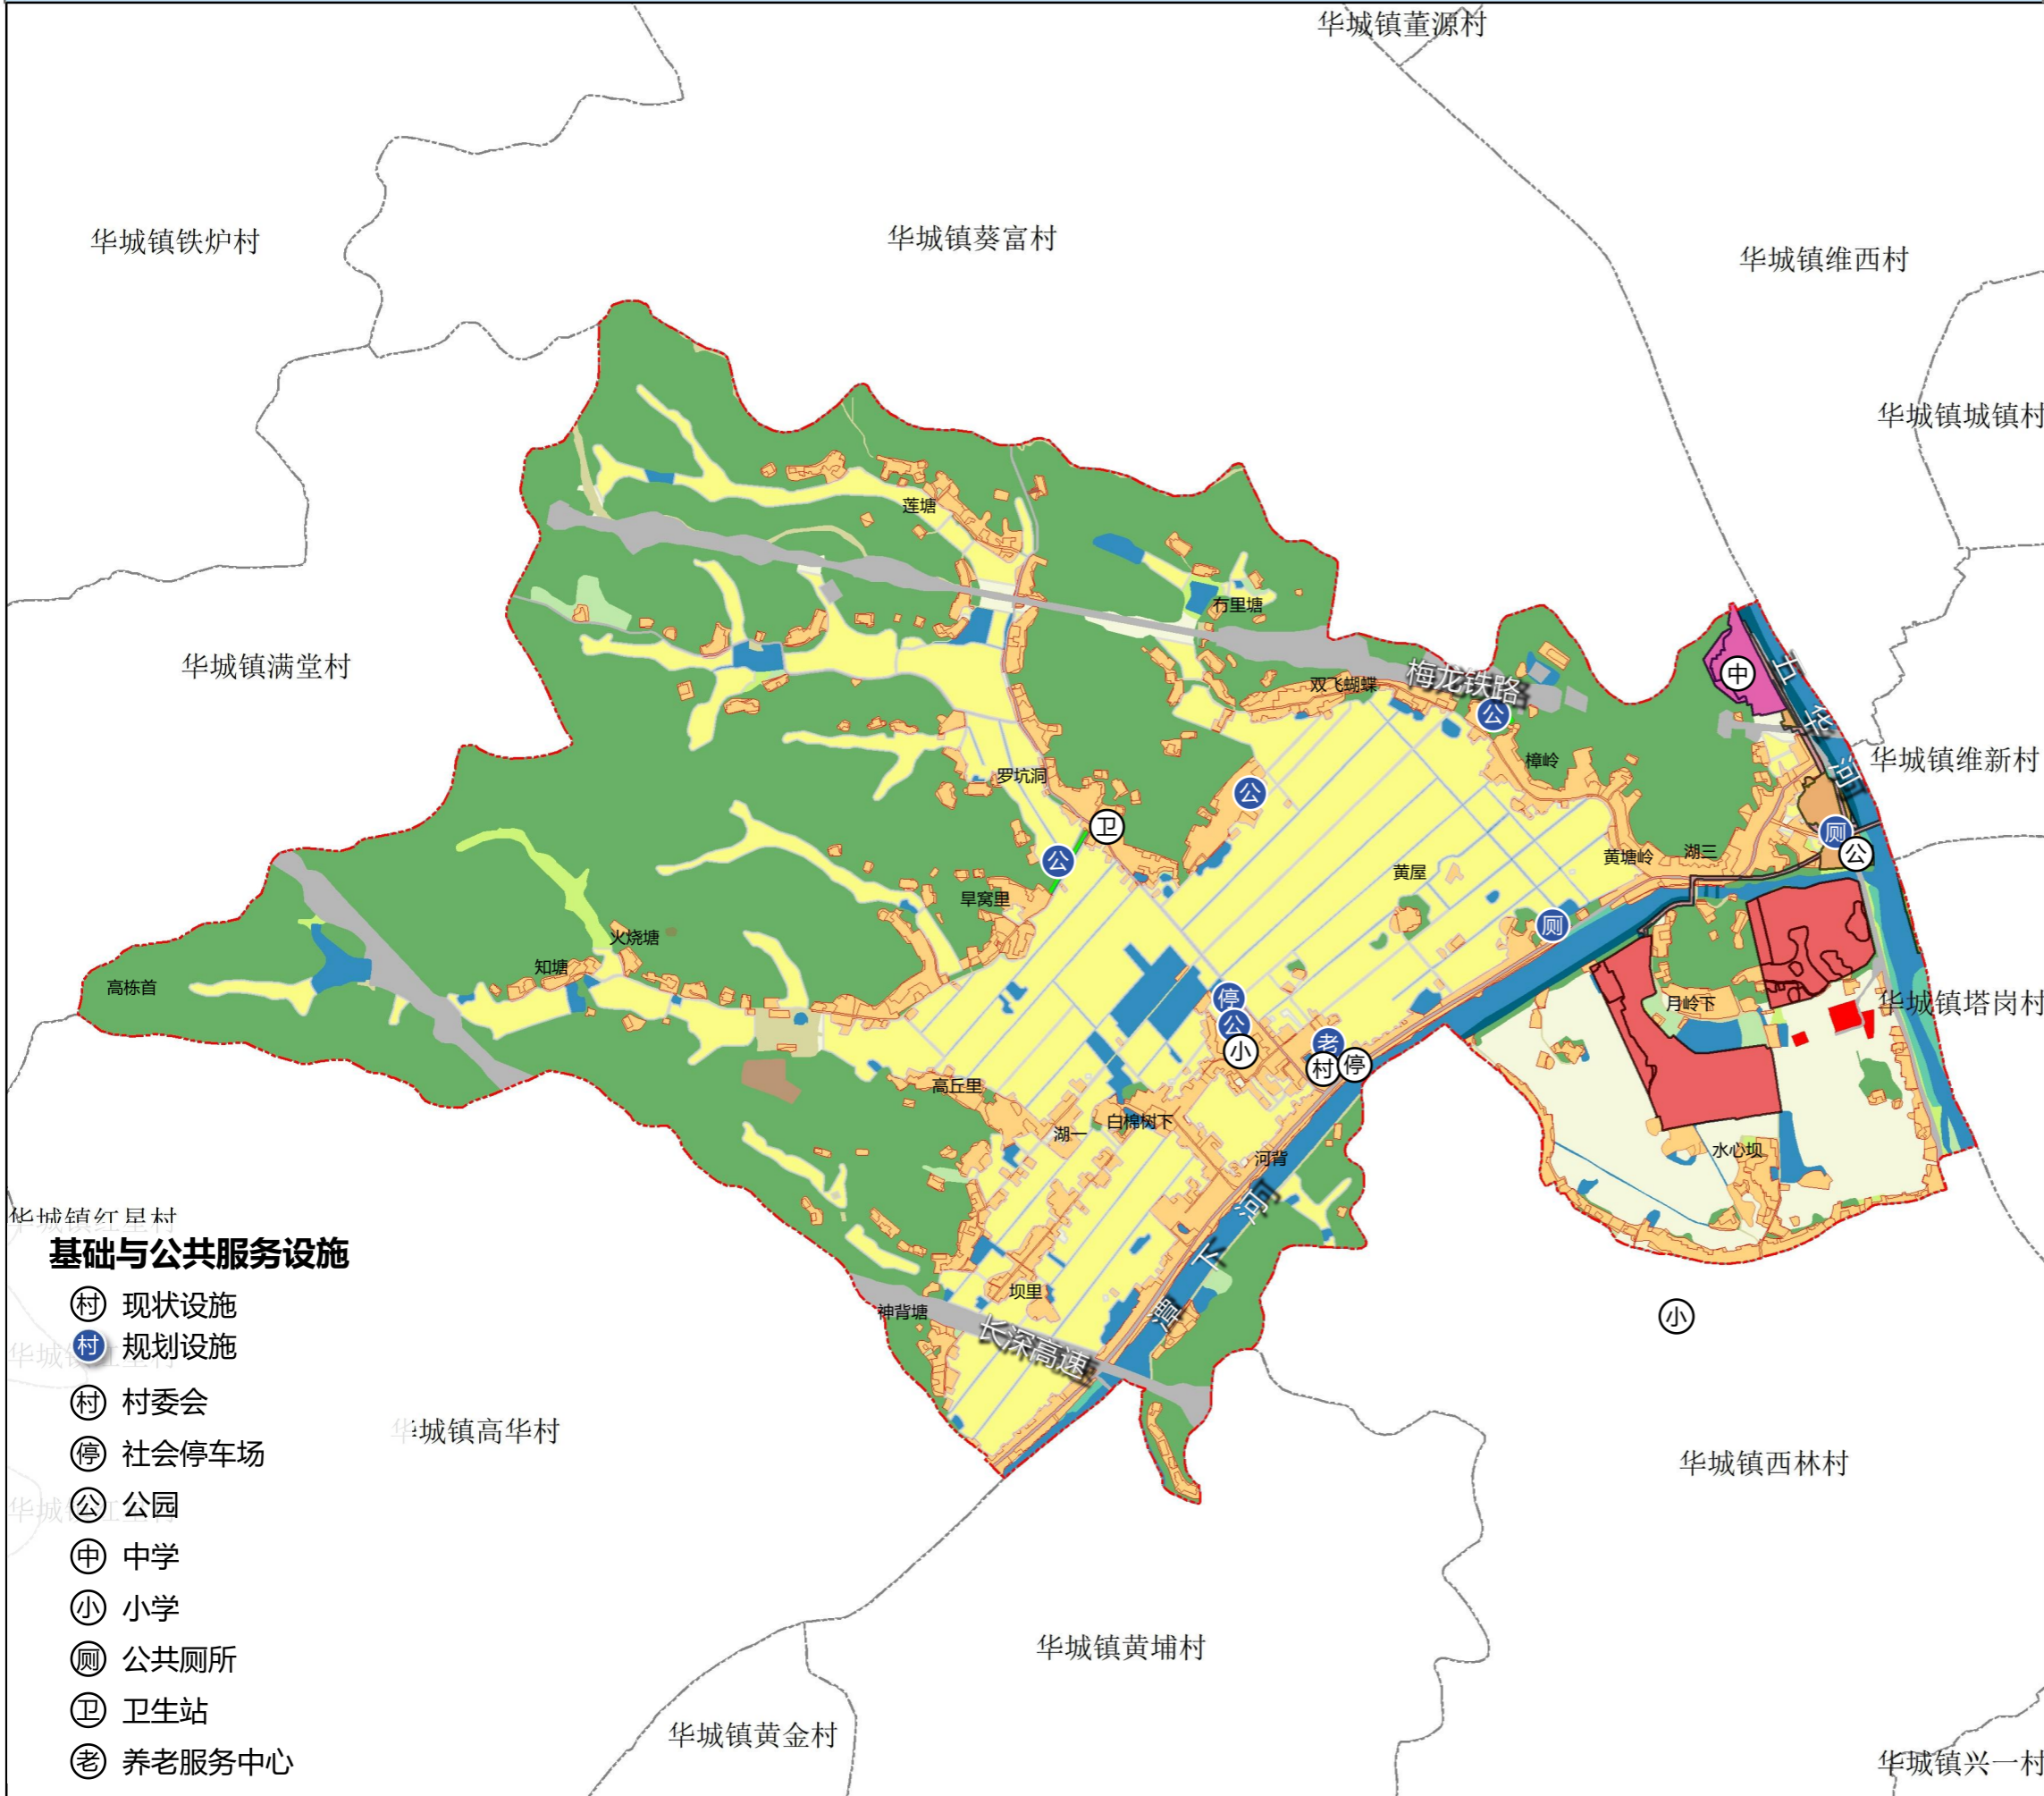 华城镇董源村
华城镇铁炉村
华城镇葵富村
华城镇维西村
华城镇城镇村
莲塘
冇里塘
华城镇满堂村
双飞蝴蝶
梅龙铁路
公
中
五华河
樟岭
华城镇维新村
罗坑洞
公
卫
公
厕
公
黄塘岭
湖三
黄屋
旱窝里
厕
火烧塘
知塘
高栋首
停
公
小
老
村
停
月岭下
华城镇塔岗村
高丘里
湖一
白棉树下
河背
水心坝
华城镇红星村
坝里
神背塘
长深高速
潭下河
小
基础与公共服务设施
村 现状设施
村 规划设施
村 村委会
停 社会停车场
公 公园
中 中学
小 小学
厕 公共厕所
卫 卫生站
老 养老服务中心
华城镇高华村
华城镇西林村
华城镇黄埔村
华城镇黄金村
华城镇兴一村